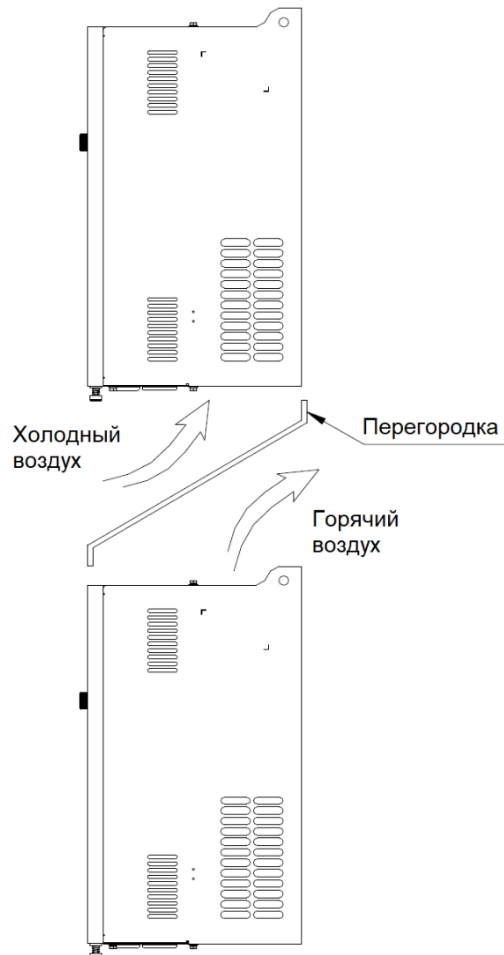 Холодный
воздух
Перегородка
Горячий
воздух